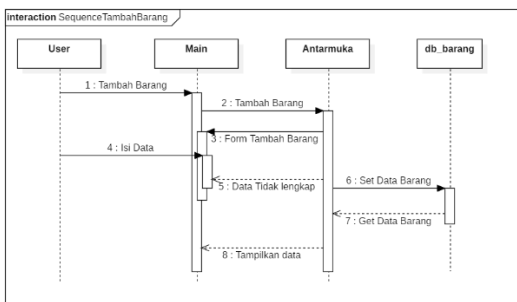 interaction SequenceTambahBarang
User
Main
Antarmuka
db_barang
1 : Tambah Barang
2 : Tambah Barang
3 : Form Tambah Barang
4 : Isi Data
5 : Data Tidak lengkap
6 : Set Data Barang
7 : Get Data Barang
8 : Tampilkan data